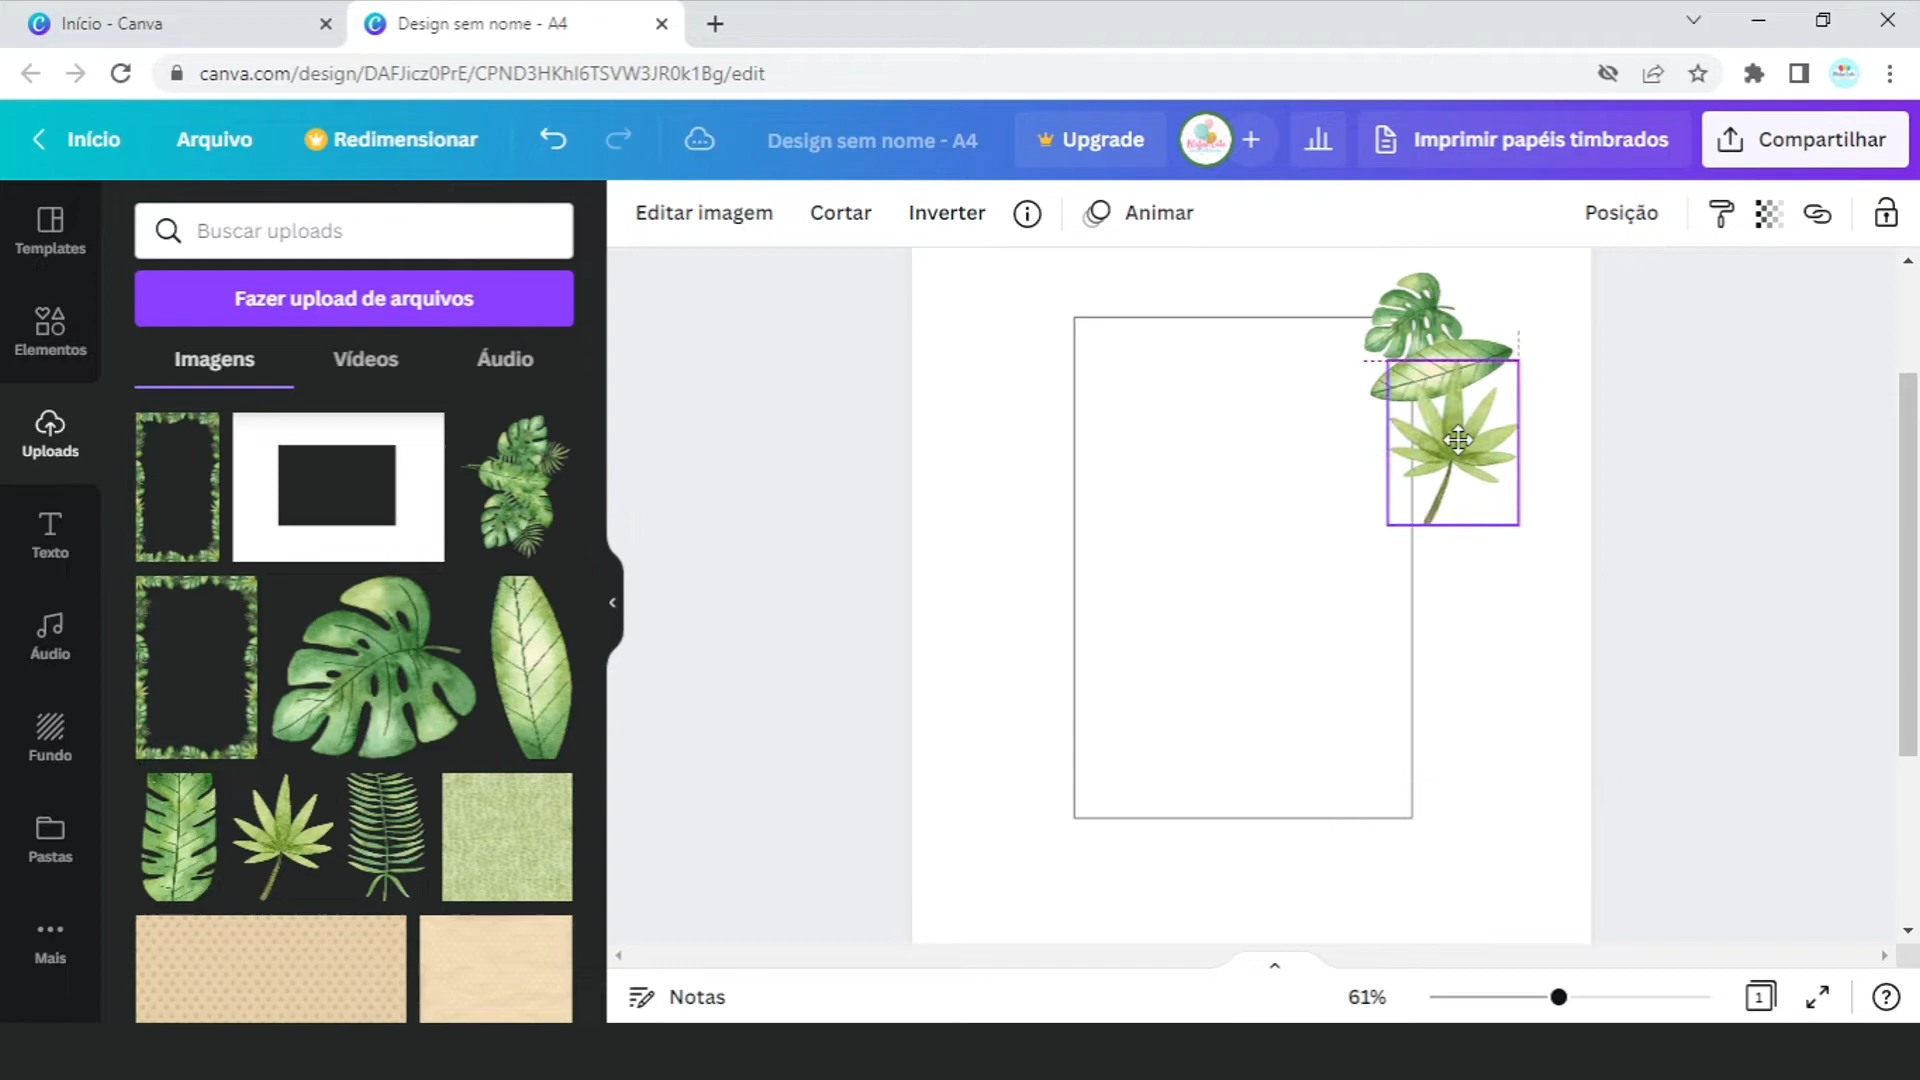 Início - Canva
Design sem nome - A4
canva.com/design/DAFJicz0PrE/CPND3HKhI6TSVW3JR0k1Bg/edit
Início
Arquivo
Redimensionar
Design sem nome - A4
Upgrade
Imprimir papéis timbrados
Compartilhar
Templates
Elementos
Uploads
Texto
Áudio
Fundo
Pastas
Mais
Buscar uploads
Fazer upload de arquivos
Imagens
Vídeos
Áudio
Editar imagem
Cortar
Inverter
Animar
Posição
Notas
61%
1